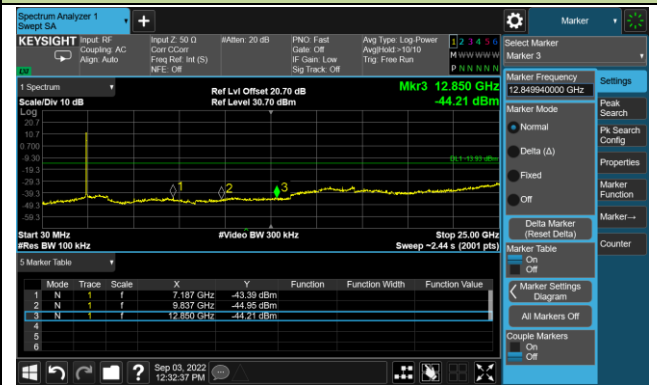 Spectrum Analyzer 1
Swept SA
Marker
KEYSIGHT
Input: RF
Coupling: AC
Align: Auto
Input Z: 50 Ω
Corr CCorr
Freq Ref: Int (S)
NFE: Off
#Atten: 20 dB
PNO: Fast
Gate: Off
IF Gain: Low
Sig Track: Off
Avg Type: Log-Power
Avg|Hold:>10/10
Trig: Free Run
1 2 3 4 5 6
M W W W W W
P N N N N N
Select Marker
Marker 3
1 Spectrum
Scale/Div 10 dB
Log
Ref Lvl Offset 20.70 dB
Ref Level 30.70 dBm
Mkr3 12.850 GHz
-44.21 dBm
20.7
10.7
0.700
-9.30
-19.3
-29.3
-39.3
-49.3
-59.3
DL1 -13.93 dBm
1
2
3
Start 30 MHz
#Res BW 100 kHz
#Video BW 300 kHz
Stop 25.00 GHz
Sweep ~2.44 s (2001 pts)
5 Marker Table
Mode Trace Scale X Y Function Function Width Function Value
1 N 1 f 7.187 GHz -43.39 dBm
2 N 1 f 9.837 GHz -44.95 dBm
3 N 1 f 12.850 GHz -44.21 dBm
4
5
6
Marker Frequency
12.849940000 GHz
Marker Mode
Normal
Delta (Δ)
Fixed
Off
Delta Marker
(Reset Delta)
Marker Table
On
Off
Marker Settings
Diagram
All Markers Off
Couple Markers
On
Off
Settings
Peak
Search
Pk Search
Config
Properties
Marker
Function
Marker→
Counter
?
Sep 03, 2022
12:32:37 PM